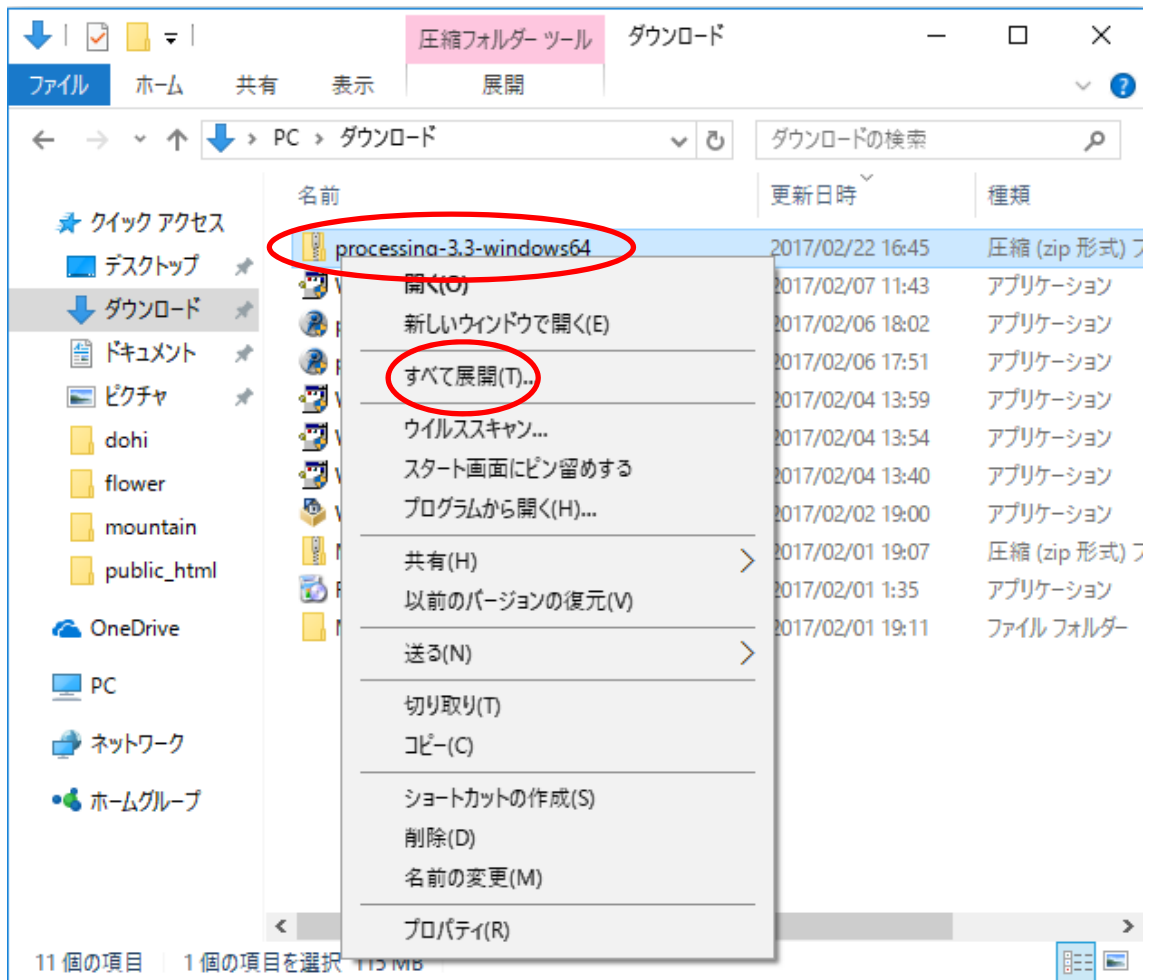 圧縮フォルダー ツール ダウンロード
ファイル ホーム 共有 表示 展開
PC ダウンロード ダウンロードの検索
名前 更新日時 種類
クイック アクセス
デスクトップ
ダウンロード
ドキュメント
ピクチャ
dohi
flower
mountain
public_html
OneDrive
PC
ネットワーク
ホームグループ
processing-3.3-windows64 2017/02/22 16:45 圧縮 (zip 形式)
2017/02/07 11:43 アプリケーション
2017/02/06 18:02 アプリケーション
2017/02/06 17:51 アプリケーション
2017/02/04 13:59 アプリケーション
2017/02/04 13:54 アプリケーション
2017/02/04 13:40 アプリケーション
2017/02/02 19:00 アプリケーション
2017/02/01 19:07 圧縮 (zip 形式)
2017/02/01 1:35 アプリケーション
2017/02/01 19:11 ファイル フォルダー
開く(O)
新しいウィンドウで開く(E)
すべて展開(T)...
ウイルススキャン...
スタート画面にピン留めする
プログラムから開く(H)...
共有(H)
以前のバージョンの復元(V)
送る(N)
切り取り(T)
コピー(C)
ショートカットの作成(S)
削除(D)
名前の変更(M)
プロパティ(R)
11 個の項目 1 個の項目を選択 115 MB